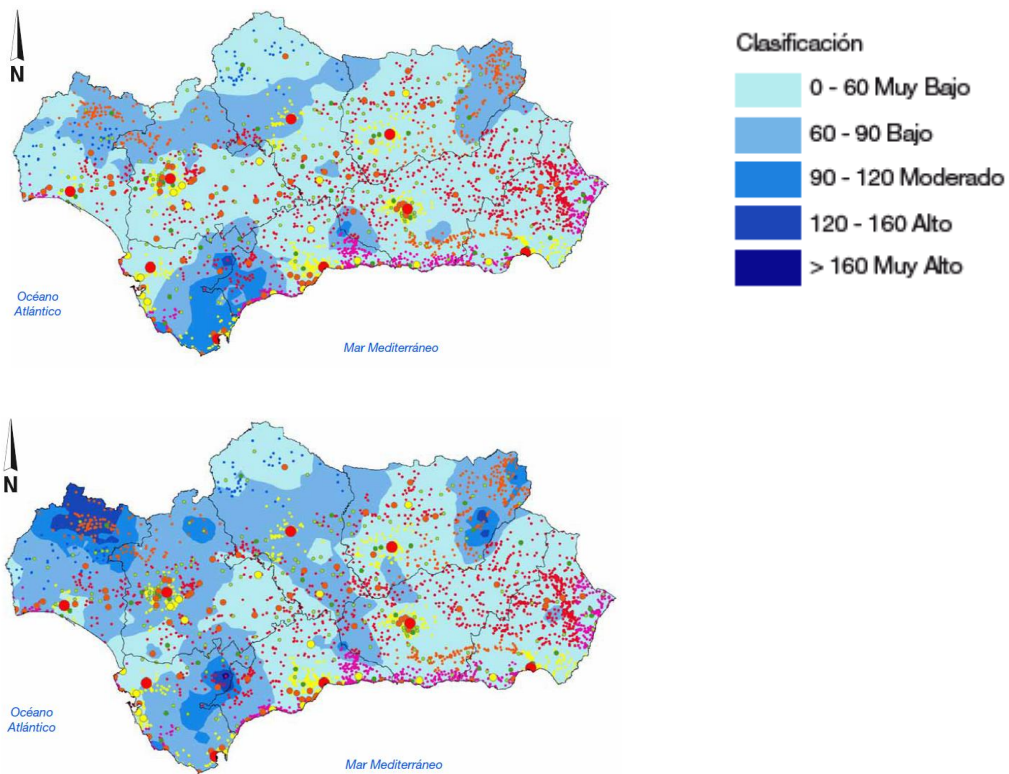 N
Océano
Atlántico
Mar Mediterráneo
Clasificación
0 - 60 Muy Bajo
60 - 90 Bajo
90 - 120 Moderado
120 - 160 Alto
> 160 Muy Alto
N
Océano
Atlántico
Mar Mediterráneo